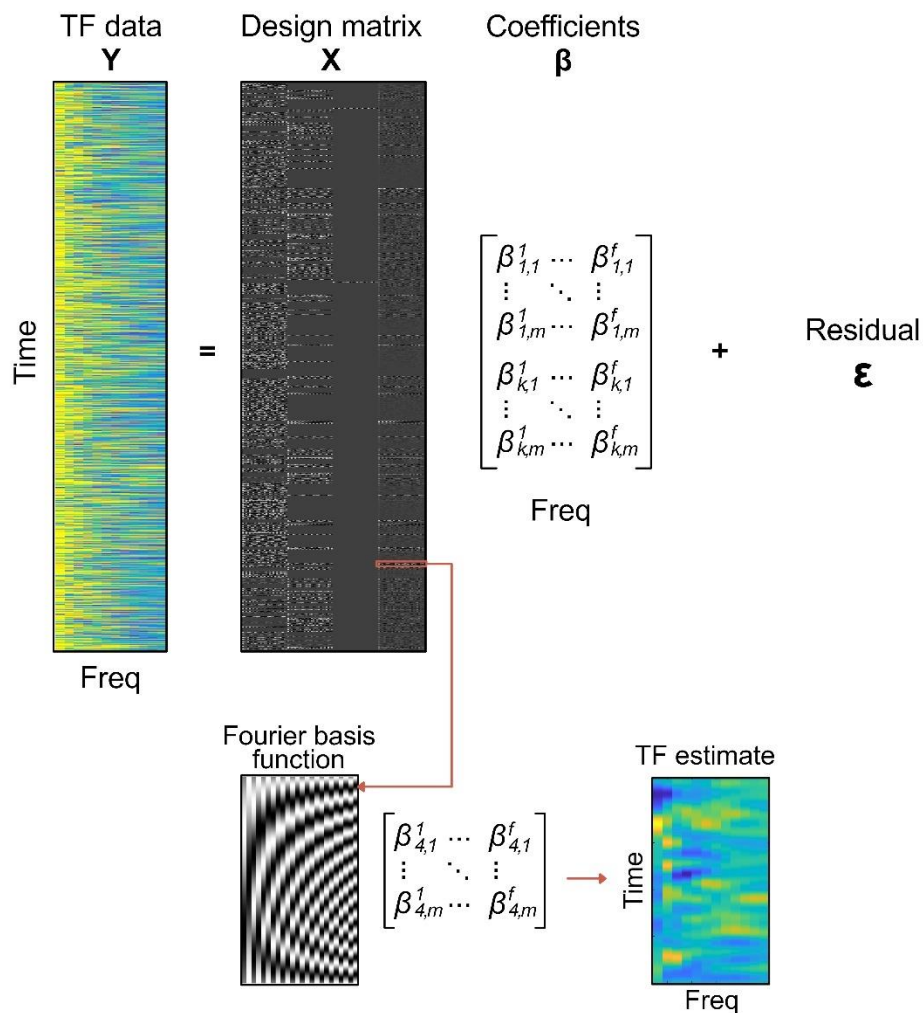 TF data
Y
Design matrix
X
Coefficients
β
Time
=
β¹₁,₁ ⋯ βᶠ₁,₁
⋮ ⋱ ⋮
β¹₁,ₘ ⋯ βᶠ₁,ₘ
β¹ₖ,₁ ⋯ βᶠₖ,₁
⋮ ⋱ ⋮
β¹ₖ,ₘ ⋯ βᶠₖ,ₘ
+
Residual
ε
Freq
Freq
Fourier basis
function
β¹₄,₁ ⋯ βᶠ₄,₁
⋮ ⋱ ⋮
β¹₄,ₘ ⋯ βᶠ₄,ₘ
TF estimate
Time
Freq